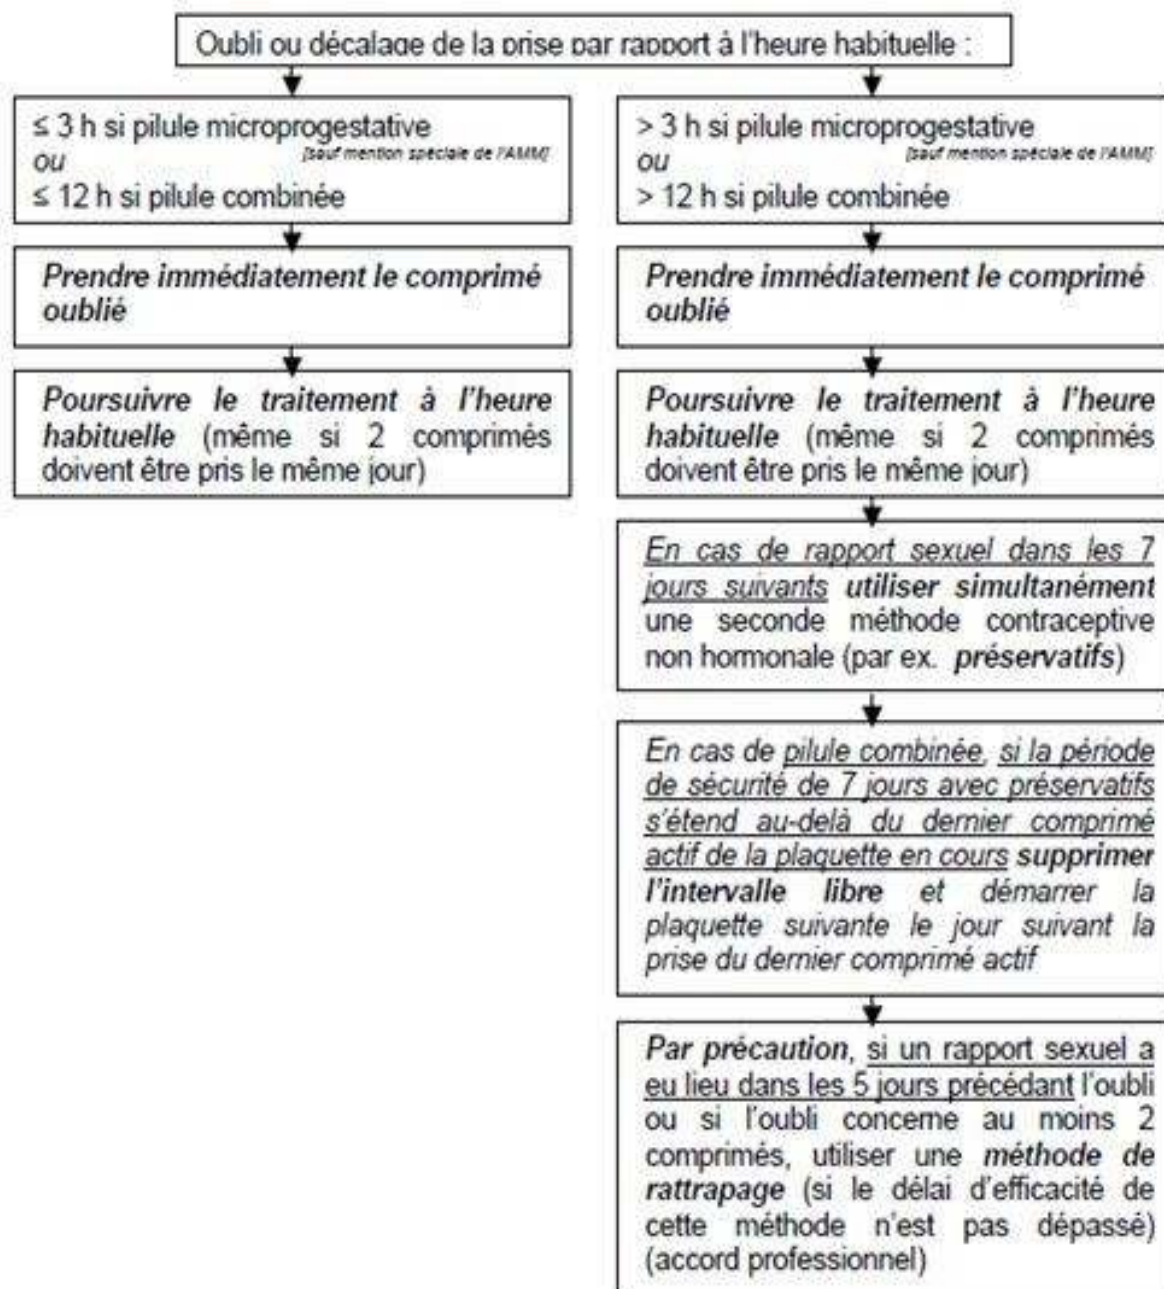 Oubli ou décalage de la prise par rapport à l'heure habituelle :
≤ 3 h si pilule microprogestative
[sauf mention spéciale de l'AMM]
ou
≤ 12 h si pilule combinée
Prendre immédiatement le comprimé
oublié
Poursuivre le traitement à l'heure
habituelle (même si 2 comprimés
doivent être pris le même jour)
> 3 h si pilule microprogestative
[sauf mention spéciale de l'AMM]
ou
> 12 h si pilule combinée
Prendre immédiatement le comprimé
oublié
Poursuivre le traitement à l'heure
habituelle (même si 2 comprimés
doivent être pris le même jour)
En cas de rapport sexuel dans les 7
jours suivants utiliser simultanément
une seconde méthode contraceptive
non hormonale (par ex. préservatifs)
En cas de pilule combinée, si la période
de sécurité de 7 jours avec préservatifs
s'étend au-delà du dernier comprimé
actif de la plaquette en cours supprimer
l'intervalle libre et démarrer la
plaquette suivante le jour suivant la
prise du dernier comprimé actif
Par précaution, si un rapport sexuel a
eu lieu dans les 5 jours précédant l'oubli
ou si l'oubli concerne au moins 2
comprimés, utiliser une méthode de
rattrapage (si le délai d'efficacité de
cette méthode n'est pas dépassé)
(accord professionnel)